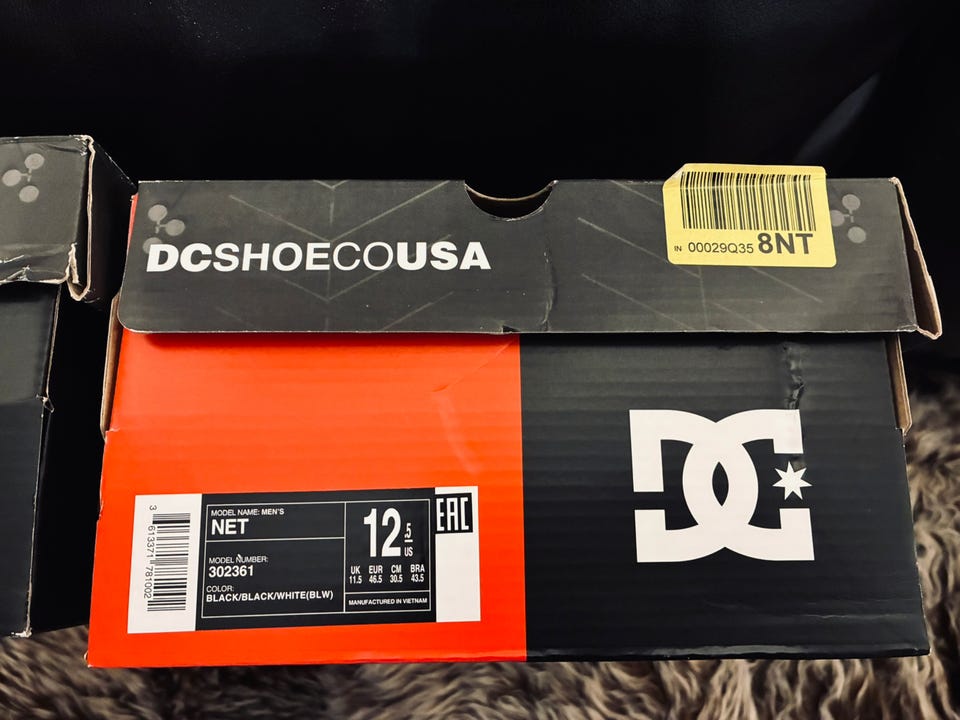 DCSHOECOUSA
IN 00029Q35 8NT
DC
3 613371 781002
MODEL NAME: MEN'S
NET
MODEL NUMBER:
302361
COLOR:
BLACK/BLACK/WHITE(BLW)
12.5 US
UK EUR CM BRA
11.5 46.5 30.5 43.5
MANUFACTURED IN VIETNAM
EAC